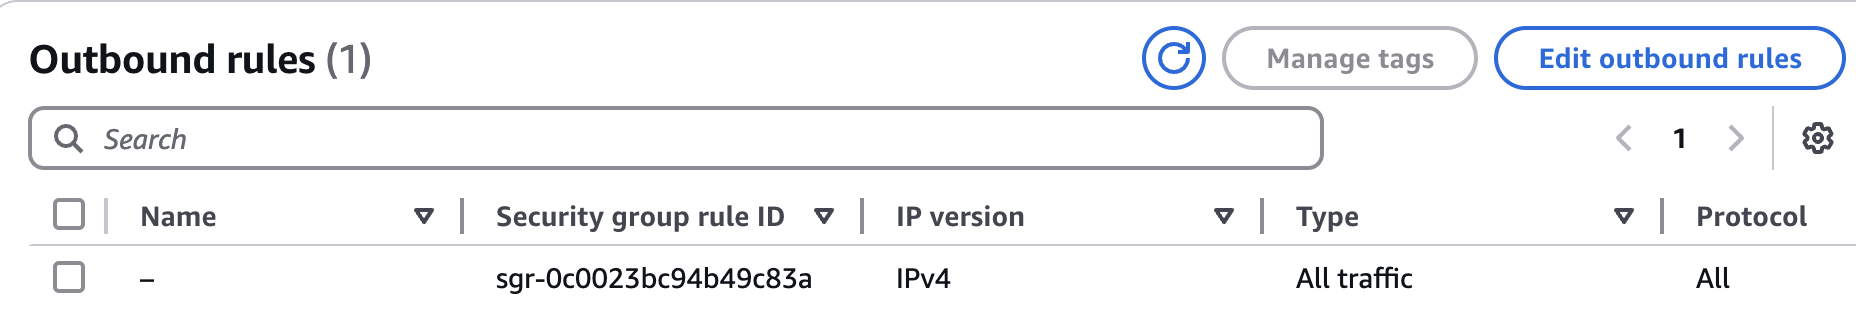 Outbound rules (1)
Manage tags
Edit outbound rules
Search
1
Name
Security group rule ID
IP version
Type
Protocol
–
sgr-0c0023bc94b49c83a
IPv4
All traffic
All